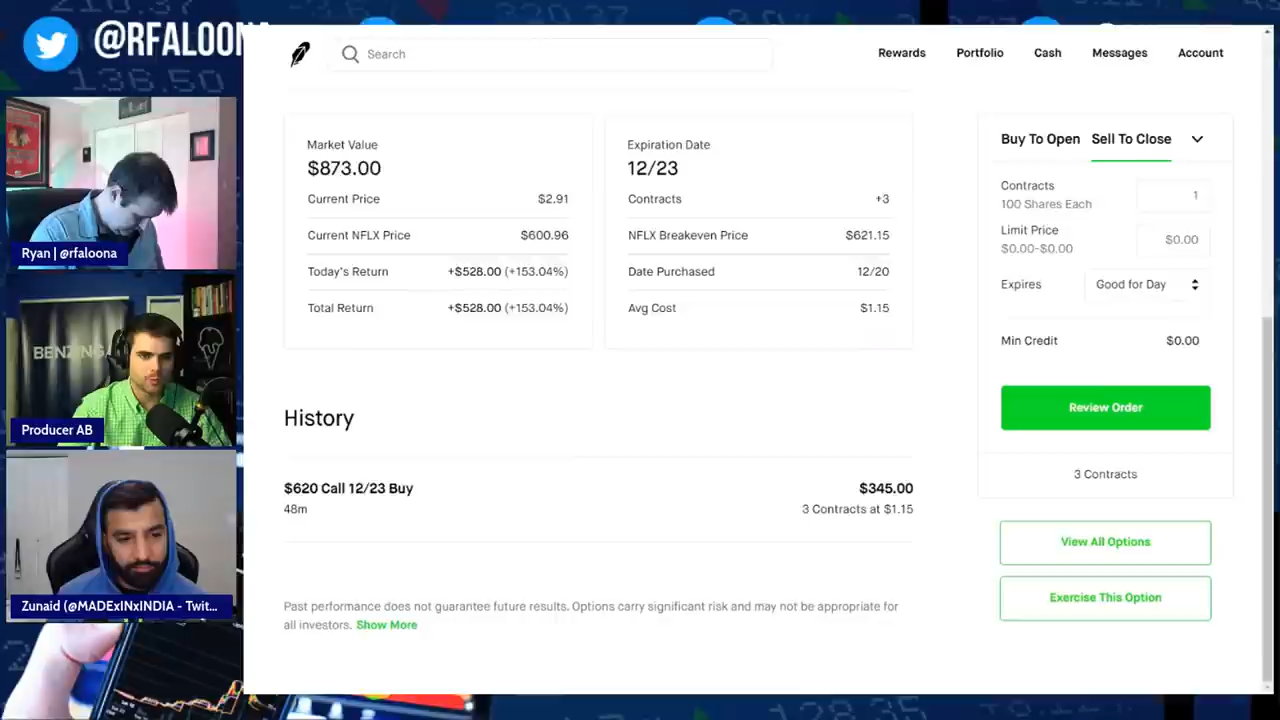 @RFALOON
136.50
Search
Rewards
Portfolio
Cash
Messages
Account
Market Value
$873.00
Current Price
$2.91
Current NFLX Price
$600.96
Today's Return
+$528.00 (+153.04%)
Total Return
+$528.00 (+153.04%)
Expiration Date
12/23
Contracts
+3
NFLX Breakeven Price
$621.15
Date Purchased
12/20
Avg Cost
$1.15
Buy To Open
Sell To Close
Contracts
1
100 Shares Each
Limit Price
$0.00
$0.00-$0.00
Expires
Good for Day
Min Credit
$0.00
Review Order
3 Contracts
View All Options
Exercise This Option
History
$620 Call 12/23 Buy
$345.00
48m
3 Contracts at $1.15
Past performance does not guarantee future results. Options carry significant risk and may not be appropriate for
all investors. Show More
Ryan | @rfaloona
BENZING
Producer AB
Zunaid (@MADExINxINDIA - Twit...